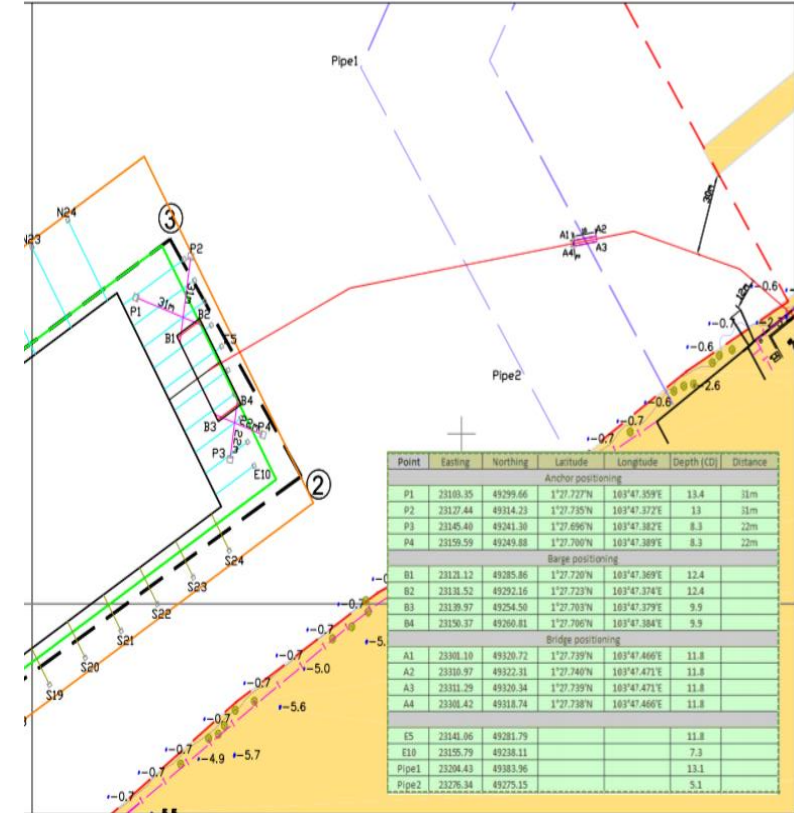 Pipe1
N24
N23
3
P2
P1
31m
31m
B2
B1
E5
B4
B3
P4
22m
22m
P3
E10
2
A1
A2
A4
A3
30m
12m
-0.6
-0.7
-0.6
-2.6
-0.6
-0.7
-0.7
Pipe2
S24
S23
S22
S21
S20
S19
-0.7
-0.7
-5.0
-0.7
-5.6
-0.7
-5.7
-0.7
-4.9
-0.7
Point Easting Northing Latitude Longitude Depth (CD) Distance
Anchor positioning
P1 23103.35 49299.66 1°27.727'N 103°47.359'E 13.4 31m
P2 23127.44 49314.23 1°27.735'N 103°47.372'E 13 31m
P3 23145.40 49241.30 1°27.696'N 103°47.382'E 8.3 22m
P4 23159.59 49249.88 1°27.700'N 103°47.389'E 8.3 22m
Barge positioning
B1 23121.12 49285.86 1°27.720'N 103°47.369'E 12.4
B2 23131.52 49292.16 1°27.723'N 103°47.374'E 12.4
B3 23139.97 49254.50 1°27.703'N 103°47.379'E 9.9
B4 23150.37 49260.81 1°27.706'N 103°47.384'E 9.9
Bridge positioning
A1 23301.10 49320.72 1°27.739'N 103°47.466'E 11.8
A2 23310.97 49322.31 1°27.740'N 103°47.471'E 11.8
A3 23311.29 49320.34 1°27.739'N 103°47.471'E 11.8
A4 23301.42 49318.74 1°27.738'N 103°47.466'E 11.8
E5 23141.06 49281.79 11.8
E10 23155.79 49238.11 7.3
Pipe1 23204.43 49383.96 13.1
Pipe2 23276.34 49275.15 5.1